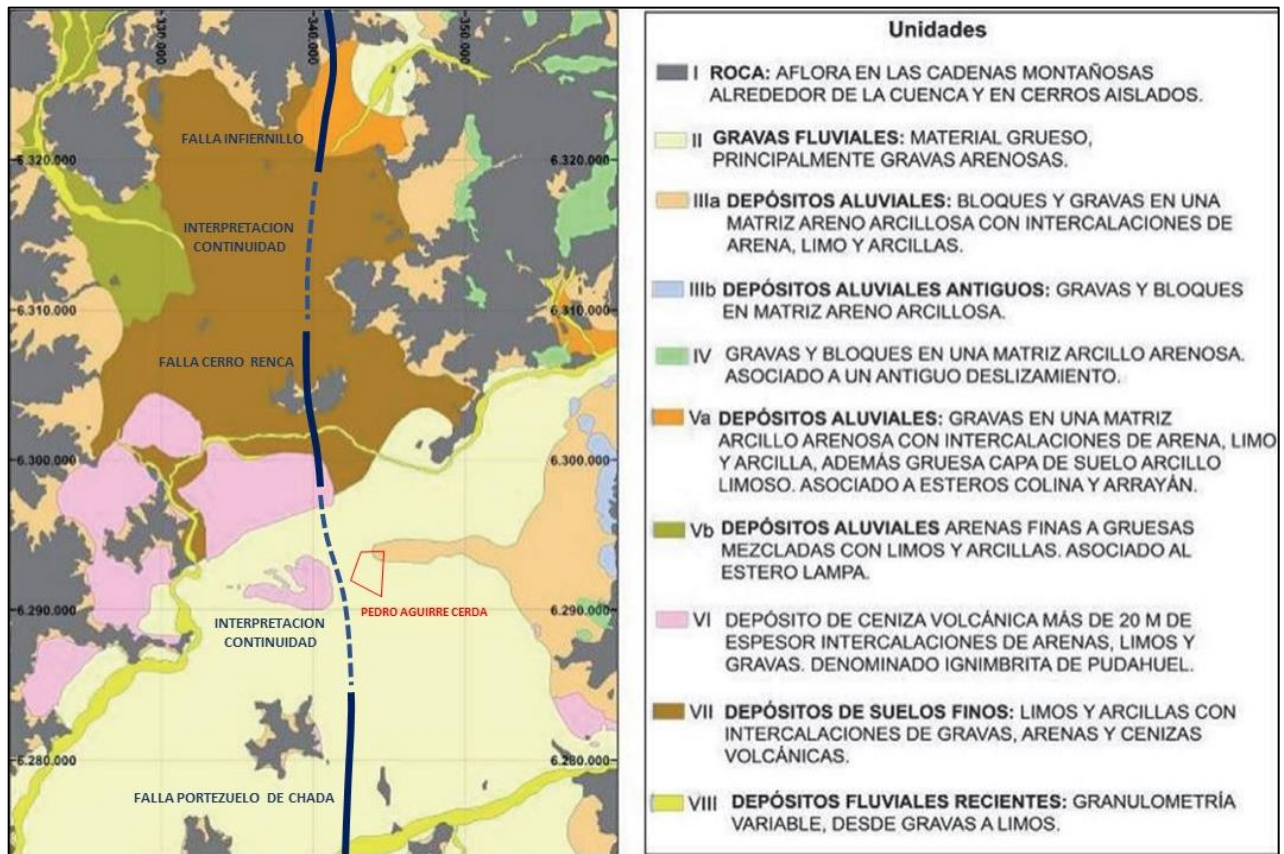 330.000
340.000
350.000
FALLA INFIERNILLO
6.320.000
6.320.000
INTERPRETACION
CONTINUIDAD
6.310.000
6.310.000
FALLA CERRO RENCA
6.300.000
6.300.000
6.290.000
6.290.000
PEDRO AGUIRRE CERDA
INTERPRETACION
CONTINUIDAD
6.280.000
6.280.000
FALLA PORTEZUELO DE CHADA
Unidades
I ROCA: AFLORA EN LAS CADENAS MONTAÑOSAS
ALREDEDOR DE LA CUENCA Y EN CERROS AISLADOS.
II GRAVAS FLUVIALES: MATERIAL GRUESO,
PRINCIPALMENTE GRAVAS ARENOSAS.
IIIa DEPÓSITOS ALUVIALES: BLOQUES Y GRAVAS EN UNA
MATRIZ ARENO ARCILLOSA CON INTERCALACIONES DE
ARENA, LIMO Y ARCILLAS.
IIIb DEPÓSITOS ALUVIALES ANTIGUOS: GRAVAS Y BLOQUES
EN MATRIZ ARENO ARCILLOSA.
IV GRAVAS Y BLOQUES EN UNA MATRIZ ARCILLO ARENOSA.
ASOCIADO A UN ANTIGUO DESLIZAMIENTO.
Va DEPÓSITOS ALUVIALES: GRAVAS EN UNA MATRIZ
ARCILLO ARENOSA CON INTERCALACIONES DE ARENA, LIMO
Y ARCILLA, ADEMÁS GRUESA CAPA DE SUELO ARCILLO
LIMOSO. ASOCIADO A ESTEROS COLINA Y ARRAYÁN.
Vb DEPÓSITOS ALUVIALES ARENAS FINAS A GRUESAS
MEZCLADAS CON LIMOS Y ARCILLAS. ASOCIADO AL
ESTERO LAMPA.
VI DEPÓSITO DE CENIZA VOLCÁNICA MÁS DE 20 M DE
ESPESOR INTERCALACIONES DE ARENAS, LIMOS Y
GRAVAS. DENOMINADO IGNIMBRITA DE PUDAHUEL.
VII DEPÓSITOS DE SUELOS FINOS: LIMOS Y ARCILLAS CON
INTERCALACIONES DE GRAVAS, ARENAS Y CENIZAS
VOLCÁNICAS.
VIII DEPÓSITOS FLUVIALES RECIENTES: GRANULOMETRÍA
VARIABLE, DESDE GRAVAS A LIMOS.